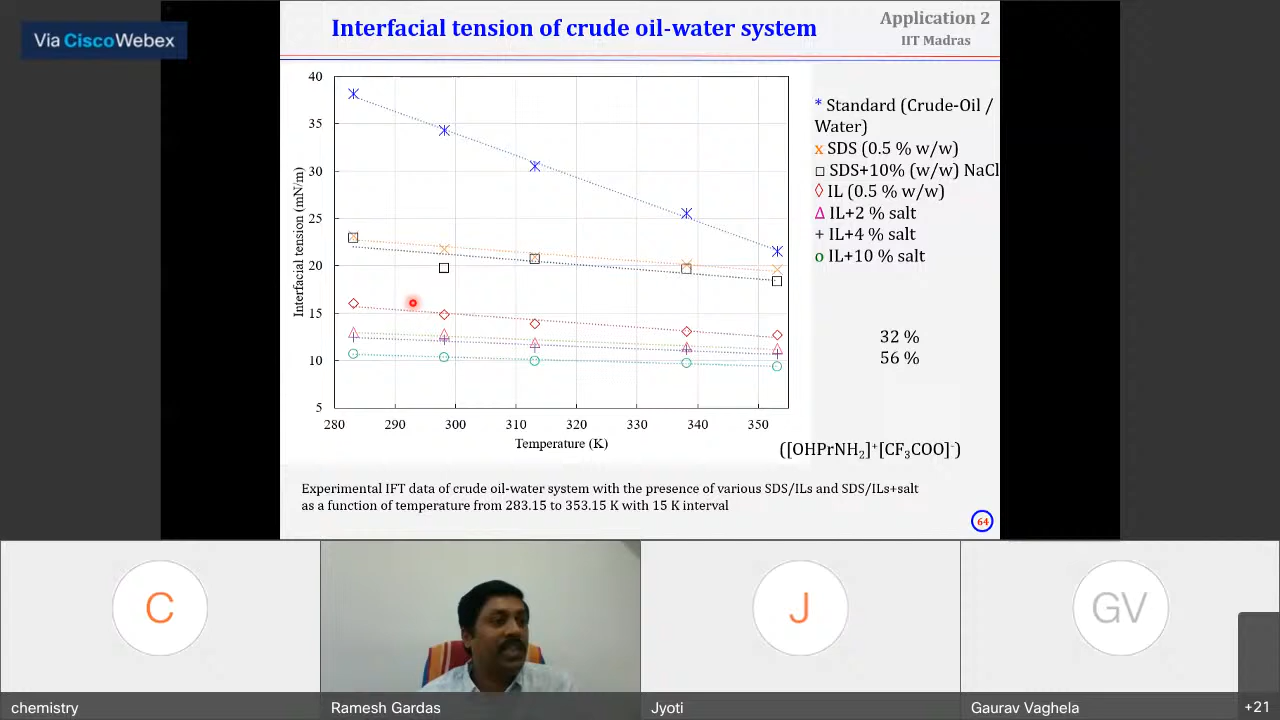 Via Cisco Webex
Interfacial tension of crude oil-water system
Application 2
IIT Madras
40
35
30
25
20
15
10
5
Interfacial tension (mN/m)
280 290 300 310 320 330 340 350
Temperature (K)
* Standard (Crude-Oil /
Water)
x SDS (0.5 % w/w)
□ SDS+10% (w/w) NaCl
◊ IL (0.5 % w/w)
Δ IL+2 % salt
+ IL+4 % salt
o IL+10 % salt
32 %
56 %
([OHPrNH₂]⁺[CF₃COO]⁻)
Experimental IFT data of crude oil-water system with the presence of various SDS/ILs and SDS/ILs+salt
as a function of temperature from 283.15 to 353.15 K with 15 K interval
64
C
J
GV
chemistry
Ramesh Gardas
Jyoti
Gaurav Vaghela
+21